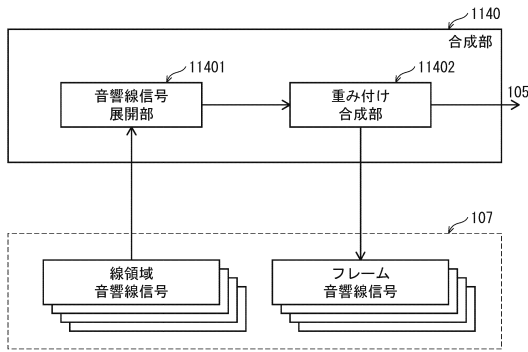 1140
合成部
11401
11402
音響線信号
展開部
重み付け
合成部
105
107
線領域
音響線信号
フレーム
音響線信号